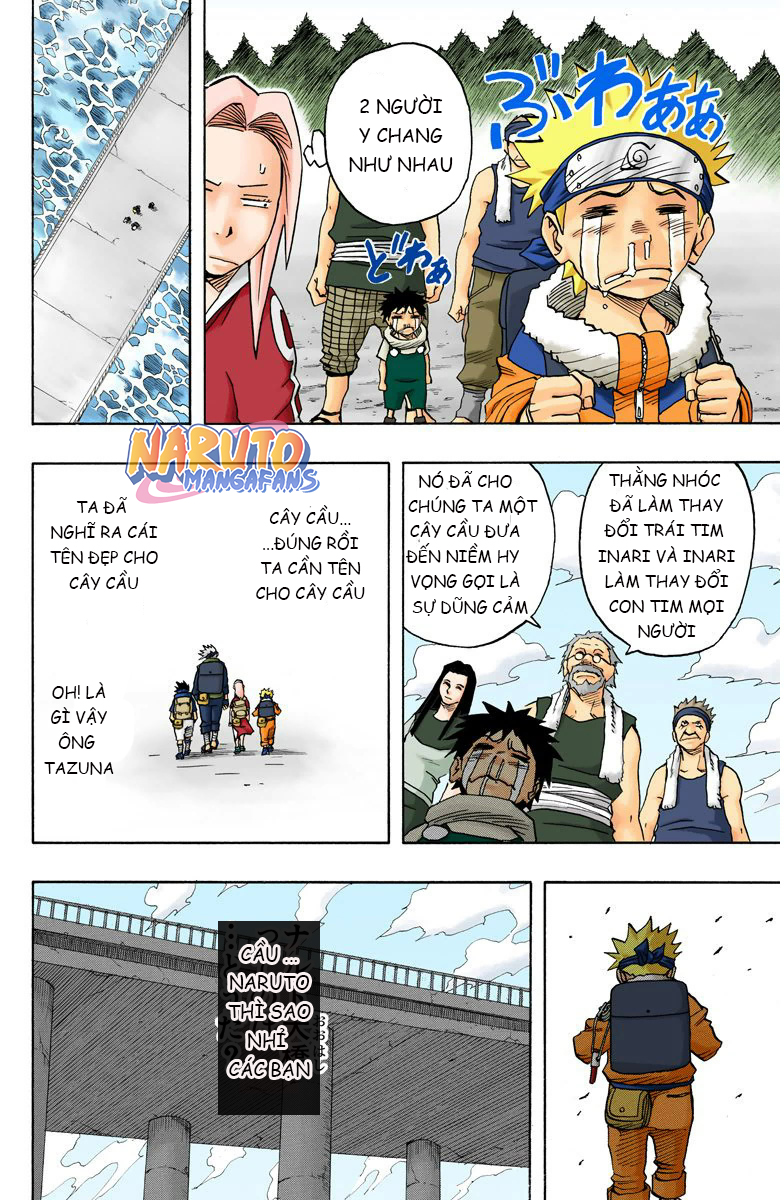 2 NGƯỜI
Y CHANG
NHƯ NHAU
ぶわぁぁ
どわぁ
NARUTO
MANGAFANS
THẰNG NHÓC
ĐÃ LÀM THAY
ĐỔI TRÁI TIM
INARI VÀ INARI
LÀM THAY ĐỔI
CON TIM MỌI
NGƯỜI
NÓ ĐÃ CHO
CHÚNG TA MỘT
CÂY CẦU ĐƯA
ĐẾN NIỀM HY
VỌNG GỌI LÀ
SỰ DŨNG CẢM
CÂY CẦU...
...ĐÚNG RỒI
TA CẦN TÊN
CHO CÂY CẦU
TA ĐÃ
NGHĨ RA CÁI
TÊN ĐẸP CHO
CÂY CẦU
OH! LÀ
GÌ VẬY
ÔNG
TAZUNA
CẦU ...
NARUTO
THÌ SAO
NHỈ
CÁC BẠN